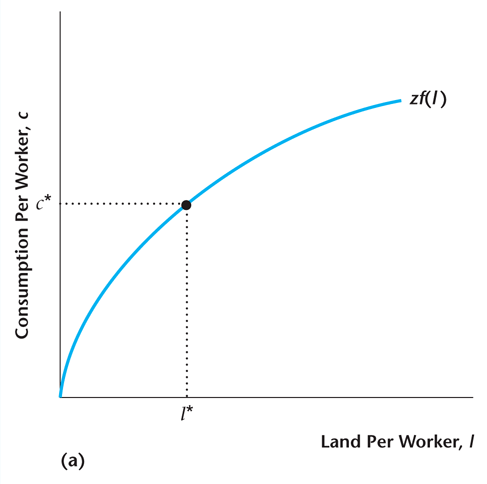 zf(l)
Consumption Per Worker, c
c*
l*
Land Per Worker, l
(a)